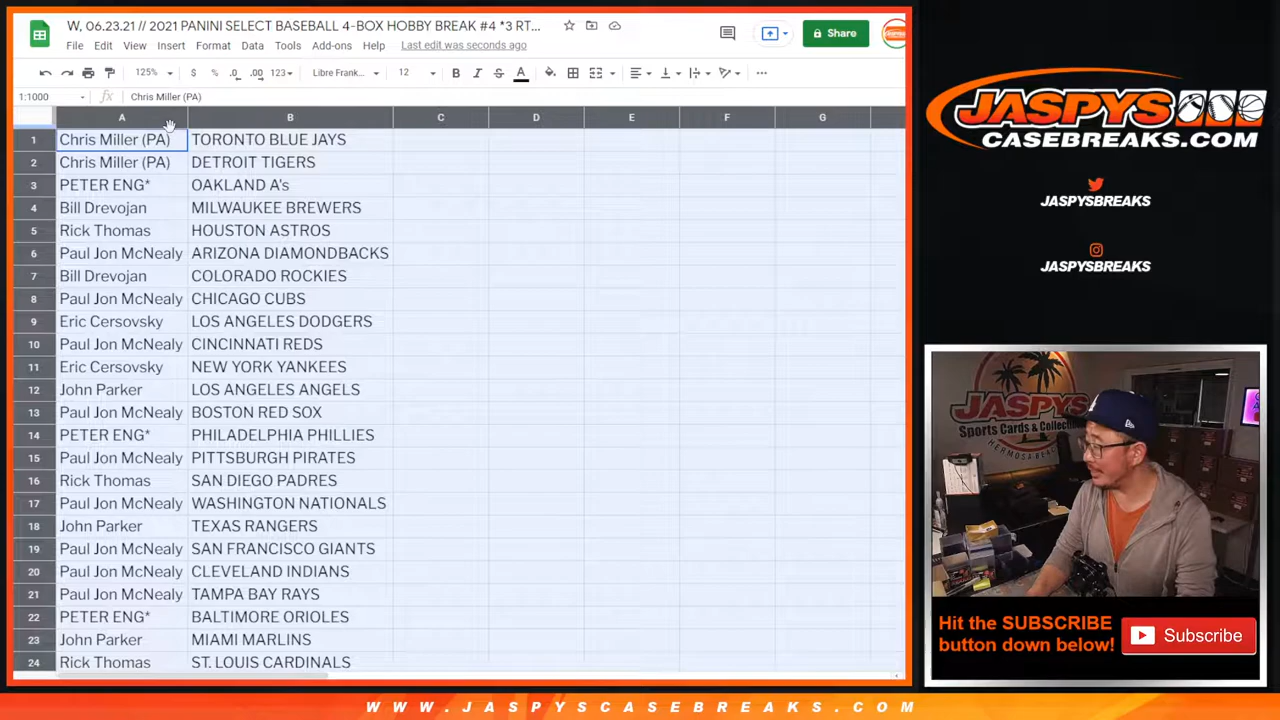 W, 06.23.21 // 2021 PANINI SELECT BASEBALL 4-BOX HOBBY BREAK #4 *3 RT...
File Edit View Insert Format Data Tools Add-ons Help Last edit was seconds ago
Share
125% $ % .0 .00 123 Libre Frank... 12 B I S A
1:1000 fx Chris Miller (PA)
A B C D E F G
1 Chris Miller (PA) TORONTO BLUE JAYS
2 Chris Miller (PA) DETROIT TIGERS
3 PETER ENG* OAKLAND A's
4 Bill Drevojan MILWAUKEE BREWERS
5 Rick Thomas HOUSTON ASTROS
6 Paul Jon McNealy ARIZONA DIAMONDBACKS
7 Bill Drevojan COLORADO ROCKIES
8 Paul Jon McNealy CHICAGO CUBS
9 Eric Cersovsky LOS ANGELES DODGERS
10 Paul Jon McNealy CINCINNATI REDS
11 Eric Cersovsky NEW YORK YANKEES
12 John Parker LOS ANGELES ANGELS
13 Paul Jon McNealy BOSTON RED SOX
14 PETER ENG* PHILADELPHIA PHILLIES
15 Paul Jon McNealy PITTSBURGH PIRATES
16 Rick Thomas SAN DIEGO PADRES
17 Paul Jon McNealy WASHINGTON NATIONALS
18 John Parker TEXAS RANGERS
19 Paul Jon McNealy SAN FRANCISCO GIANTS
20 Paul Jon McNealy CLEVELAND INDIANS
21 Paul Jon McNealy TAMPA BAY RAYS
22 PETER ENG* BALTIMORE ORIOLES
23 John Parker MIAMI MARLINS
24 Rick Thomas ST. LOUIS CARDINALS
JASPYS
CASEBREAKS.COM
JASPYSBREAKS
JASPYSBREAKS
JASPYS
Sports Cards & Collec
HERMOSA BEAC
Hit the SUBSCRIBE
button down below!
Subscribe
WWW.JASPYSCASEBREAKS.COM